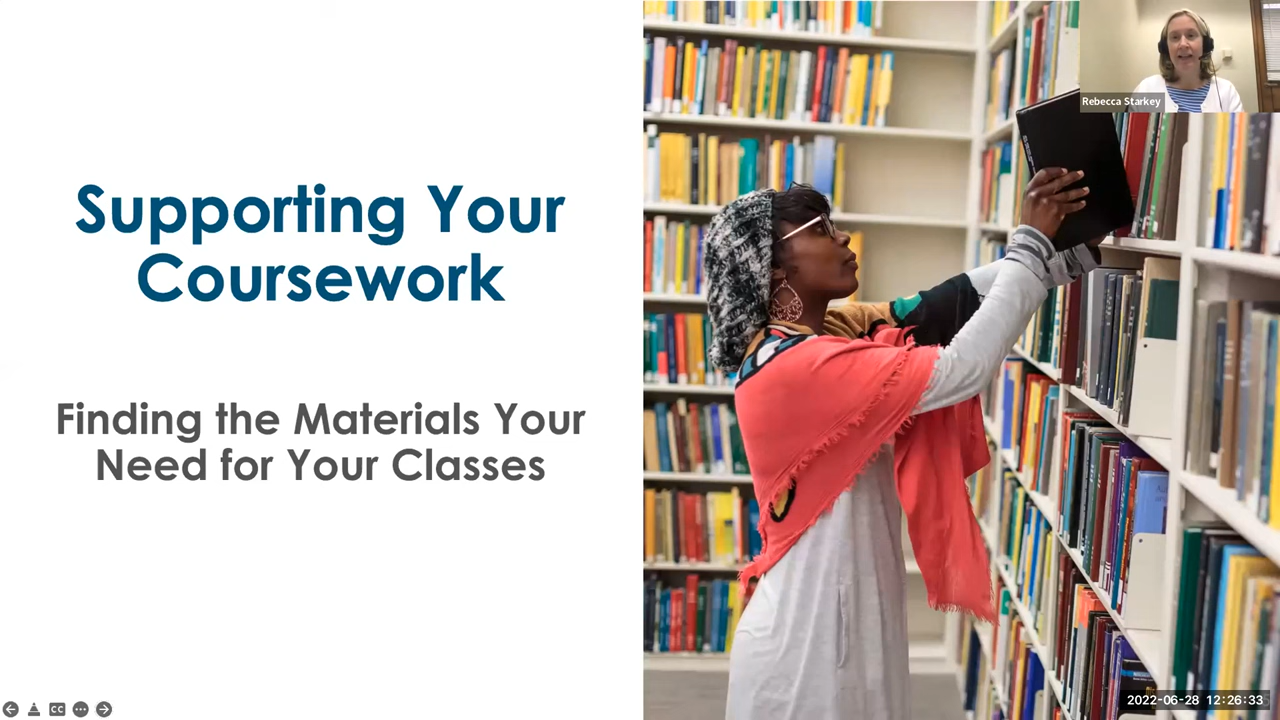 Rebecca Starkey
Supporting Your
Coursework
Finding the Materials Your
Need for Your Classes
CC
2022-06-28 12:26:33